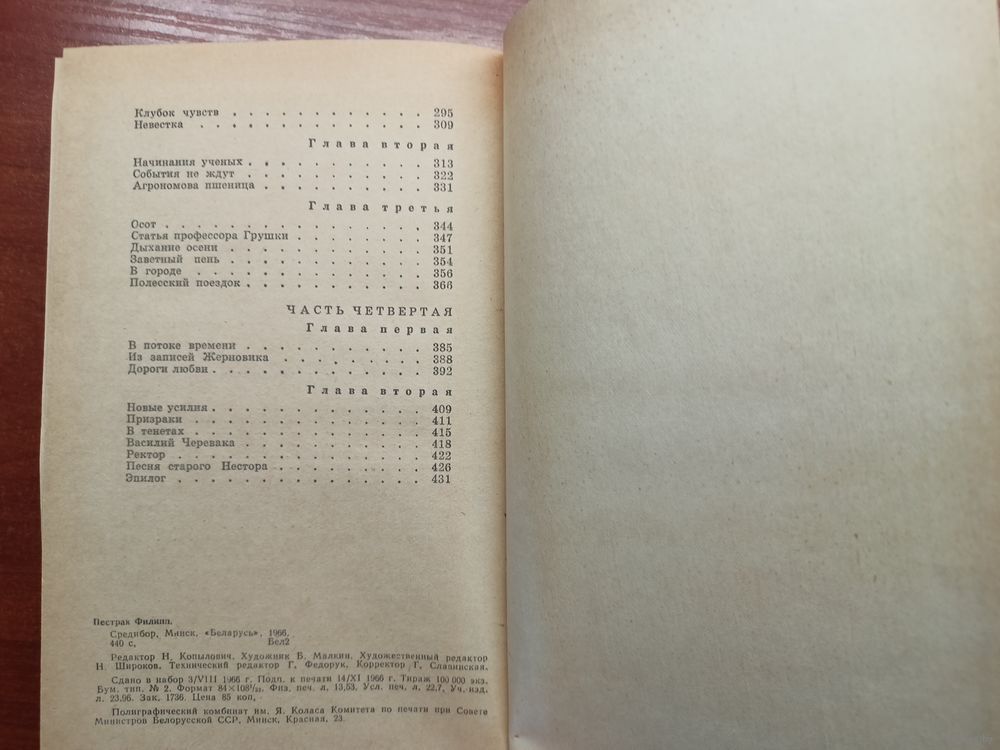 Клубок чувств . . . . . . . . . . . . 295
Невестка . . . . . . . . . . . . . . 309
Глава вторая
Начинания ученых . . . . . . . . . . . 313
События не ждут . . . . . . . . . . . 322
Агрономова пшеница . . . . . . . . . . 331
Глава третья
Осот . . . . . . . . . . . . . . . . 344
Статья профессора Грушки . . . . . . . . 347
Дыхание осени . . . . . . . . . . . . 351
Заветный пень . . . . . . . . . . . . 354
В городе . . . . . . . . . . . . . . 356
Полесский поездок . . . . . . . . . . . 366
ЧАСТЬ ЧЕТВЕРТАЯ
Глава первая
В потоке времени . . . . . . . . . . . 385
Из записей Жерновика . . . . . . . . . 388
Дороги любви . . . . . . . . . . . . . 392
Глава вторая
Новые усилия . . . . . . . . . . . . . 409
Призраки . . . . . . . . . . . . . . 411
В тенетах . . . . . . . . . . . . . . 415
Василий Черевака . . . . . . . . . . . 418
Ректор . . . . . . . . . . . . . . . 422
Песня старого Нестора . . . . . . . . . 426
Эпилог . . . . . . . . . . . . . . . 431
Пестрак Филипп.
Средибор, Минск, «Беларусь», 1966.
440 с. Бел2
Редактор Н. Копылович. Художник Б. Малкин. Художественный редактор
Н. Широков. Технический редактор Г. Федорук. Корректор Г. Славинская.
Сдано в набор 3/VIII 1966 г. Подп. к печати 14/XI 1966 г. Тираж 100 000 экз.
Бум. тип. № 2. Формат 84×108¹/₃₂. Физ. печ. л. 13,53. Усл. печ. л. 22,7. Уч. изд.
л. 23,96. Зак. 1736. Цена 85 коп.
Полиграфический комбинат им. Я. Коласа Комитета по печати при Совете
Министров Белорусской ССР, Минск, Красная, 23.